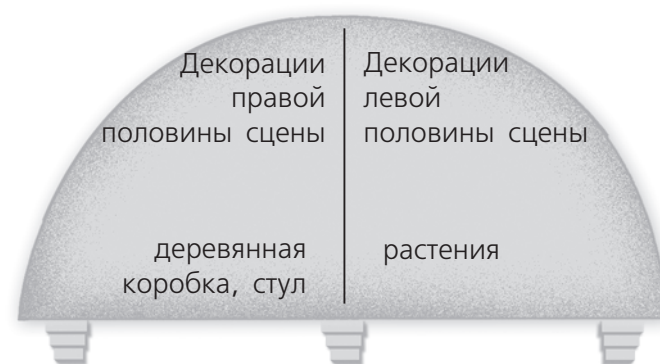 Декорации
правой
половины сцены
деревянная
коробка, стул
Декорации
левой
половины сцены
растения